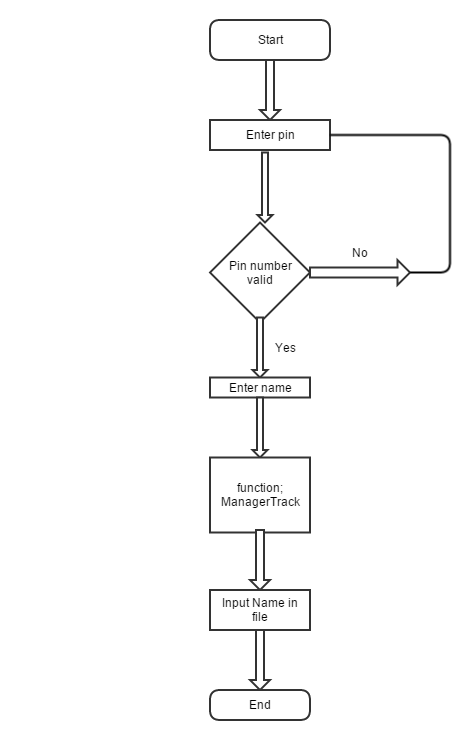 Start
Enter pin
Pin number
valid
No
Yes
Enter name
function;
ManagerTrack
Input Name in
file
End